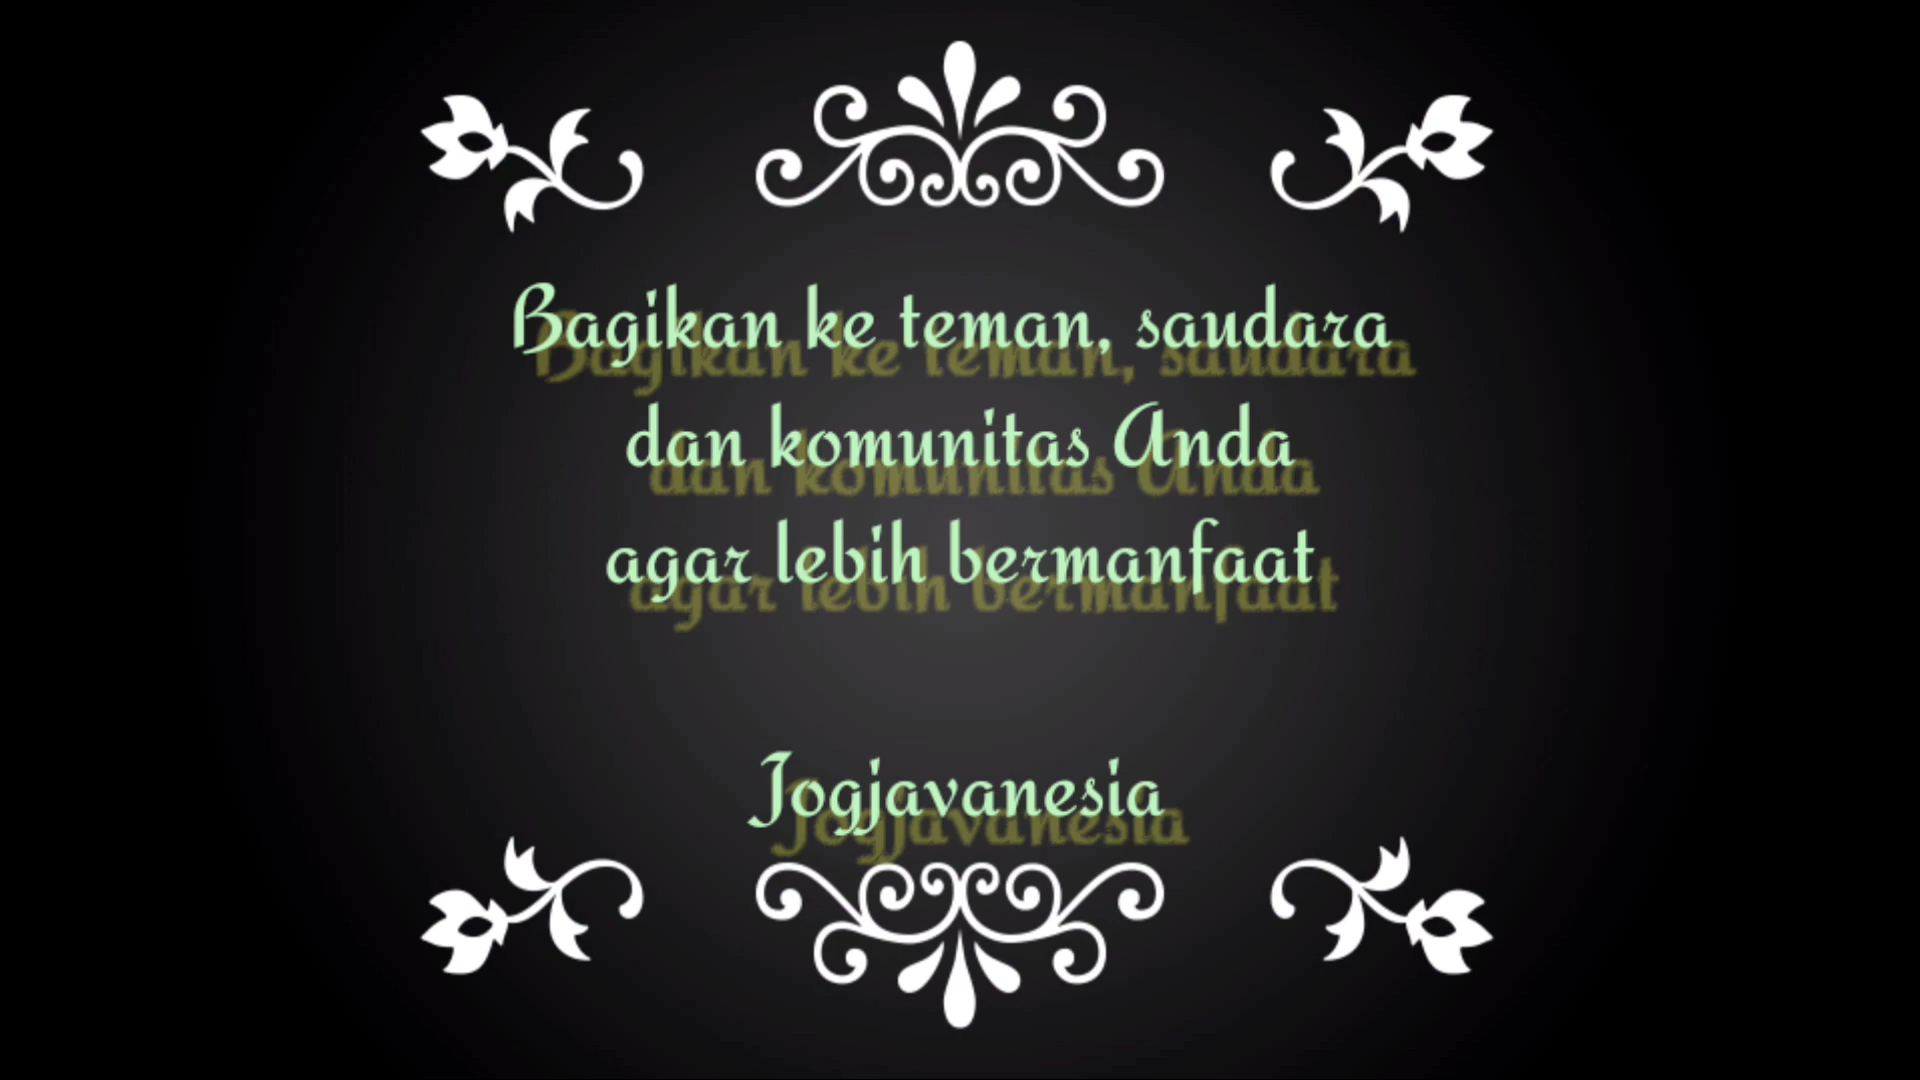 Bagikan ke teman, saudara
dan komunitas Anda
agar lebih bermanfaat
Jogjavanesia